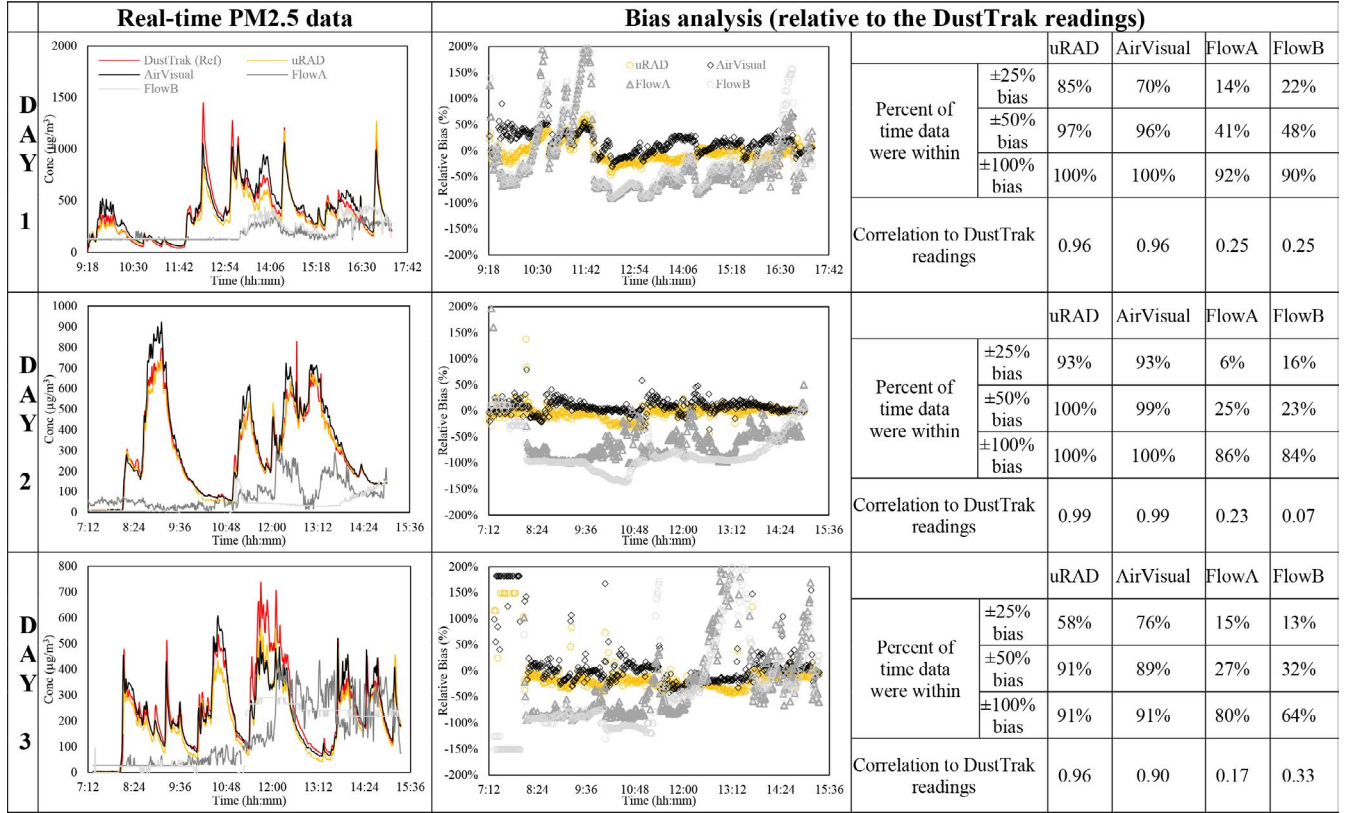 Real-time PM2.5 data
Bias analysis (relative to the DustTrak readings)
D
A
Y
1
2000
1500
1000
500
0
Conc (µg/m³)
DustTrak (Ref)
uRAD
AirVisual
FlowA
FlowB
9:18 10:30 11:42 12:54 14:06 15:18 16:30 17:42
Time (hh:mm)
200%
150%
100%
50%
0%
-50%
-100%
-150%
-200%
Relative Bias (%)
uRAD
AirVisual
FlowA
FlowB
9:18 10:30 11:42 12:54 14:06 15:18 16:30 17:42
Time (hh:mm)
uRAD AirVisual FlowA FlowB
Percent of
time data
were within
±25%
bias
85% 70% 14% 22%
±50%
bias
97% 96% 41% 48%
±100%
bias
100% 100% 92% 90%
Correlation to DustTrak
readings
0.96 0.96 0.25 0.25
D
A
Y
2
1000
900
800
700
600
500
400
300
200
100
0
Conc (µg/m³)
7:12 8:24 9:36 10:48 12:00 13:12 14:24 15:36
Time (hh:mm)
200%
150%
100%
50%
0%
-50%
-100%
-150%
-200%
Relative Bias (%)
7:12 8:24 9:36 10:48 12:00 13:12 14:24 15:36
Time (hh:mm)
uRAD AirVisual FlowA FlowB
Percent of
time data
were within
±25%
bias
93% 93% 6% 16%
±50%
bias
100% 99% 25% 23%
±100%
bias
100% 100% 86% 84%
Correlation to DustTrak
readings
0.99 0.99 0.23 0.07
D
A
Y
3
800
700
600
500
400
300
200
100
0
Conc (µg/m³)
7:12 8:24 9:36 10:48 12:00 13:12 14:24 15:36
Time (hh:mm)
200%
150%
100%
50%
0%
-50%
-100%
-150%
-200%
Relative Bias (%)
7:12 8:24 9:36 10:48 12:00 13:12 14:24 15:36
Time (hh:mm)
uRAD AirVisual FlowA FlowB
Percent of
time data
were within
±25%
bias
58% 76% 15% 13%
±50%
bias
91% 89% 27% 32%
±100%
bias
91% 91% 80% 64%
Correlation to DustTrak
readings
0.96 0.90 0.17 0.33